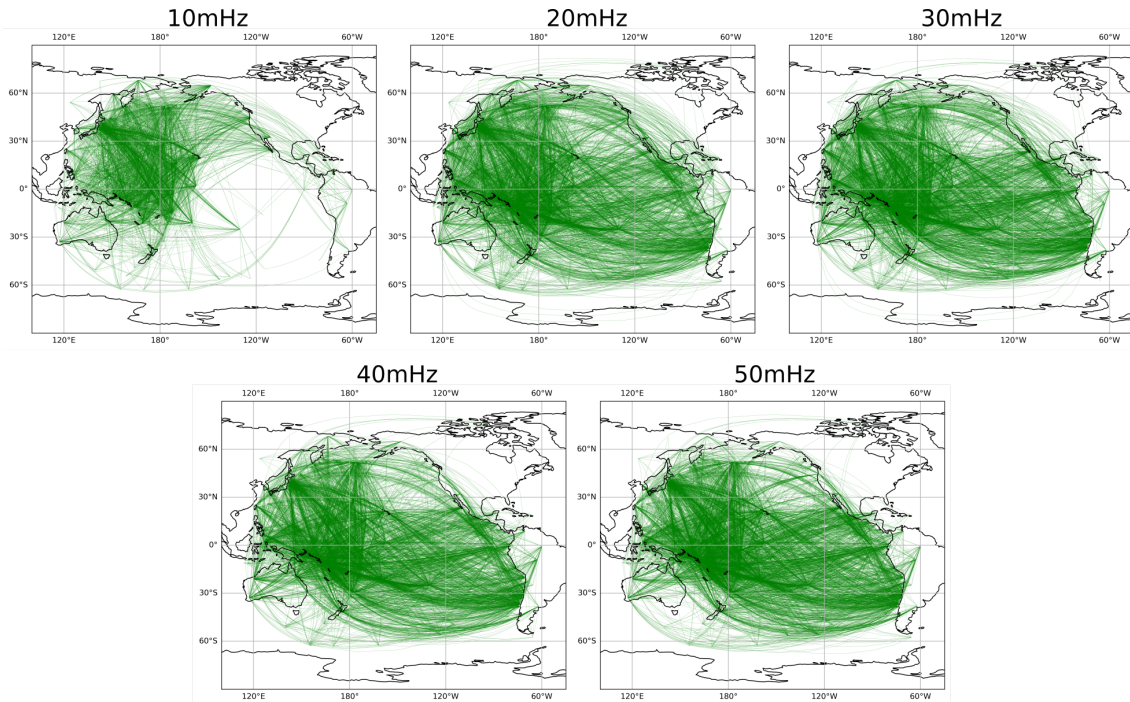 10mHz 20mHz 30mHz
120°E 180° 120°W 60°W 120°E 180° 120°W 60°W 120°E 180° 120°W 60°W
60°N 60°N 60°N
30°N 30°N 30°N
0° 0° 0°
30°S 30°S 30°S
60°S 60°S 60°S
120°E 180° 120°W 60°W 120°E 180° 120°W 60°W 120°E 180° 120°W 60°W
40mHz 50mHz
120°E 180° 120°W 60°W 120°E 180° 120°W 60°W
60°N 60°N
30°N 30°N
0° 0°
30°S 30°S
60°S 60°S
120°E 180° 120°W 60°W 120°E 180° 120°W 60°W